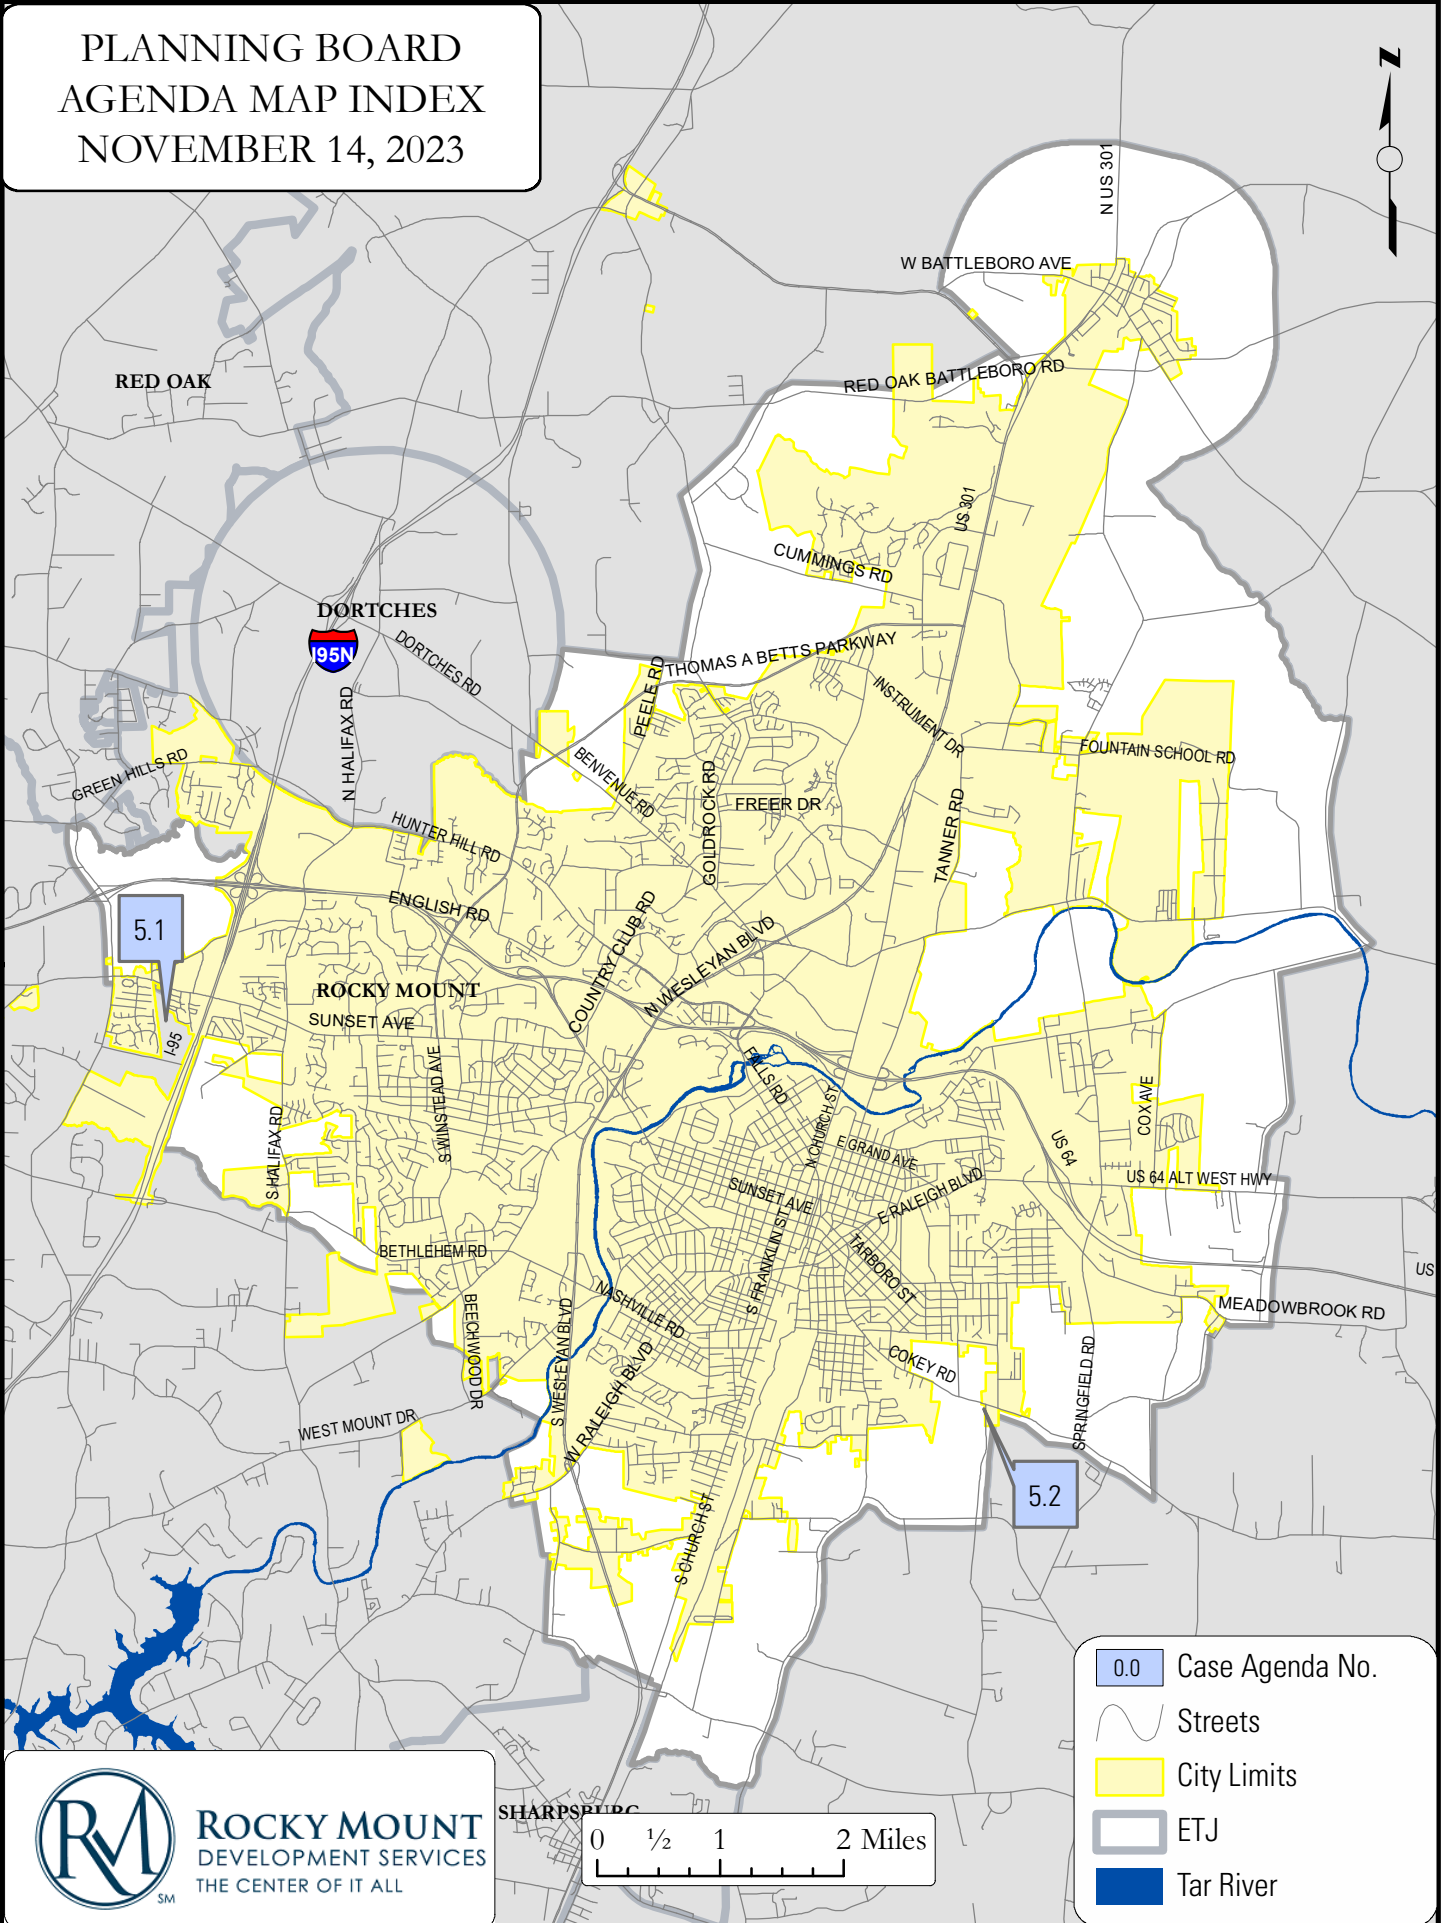 PLANNING BOARD
AGENDA MAP INDEX
NOVEMBER 14, 2023
N
N US 301
W BATTLEBORO AVE
RED OAK BATTLEBORO RD
RED OAK
US 301
CUMMINGS RD
DORTCHES
I95N
DORTCHES RD
THOMAS A BETTS PARKWAY
PEELE RD
N HALIFAX RD
INSTRUMENT DR
FOUNTAIN SCHOOL RD
GREEN HILLS RD
BENVENUE RD
GOLDROCK RD
FREER DR
TANNER RD
HUNTER HILL RD
ENGLISH RD
COUNTRY CLUB RD
N WESLEYAN BLVD
5.1
ROCKY MOUNT
SUNSET AVE
I-95
S WINSTEAD AVE
FALLS RD
N CHURCH ST
E GRAND AVE
COX AVE
US 64
S HALIFAX RD
US 64 ALT WEST HWY
SUNSET AVE
E RALEIGH BLVD
BETHLEHEM RD
S FRANKLIN ST
TARBORO ST
US
NASHVILLE RD
MEADOWBROOK RD
BEECHWOOD DR
S WESLEYAN BLVD
W RALEIGH BLVD
COKEY RD
SPRINGFIELD RD
WEST MOUNT DR
5.2
S CHURCH ST
0.0 Case Agenda No.
Streets
City Limits
ETJ
Tar River
RM
SM
ROCKY MOUNT
DEVELOPMENT SERVICES
THE CENTER OF IT ALL
SHARPSBURG
0 ½ 1 2 Miles